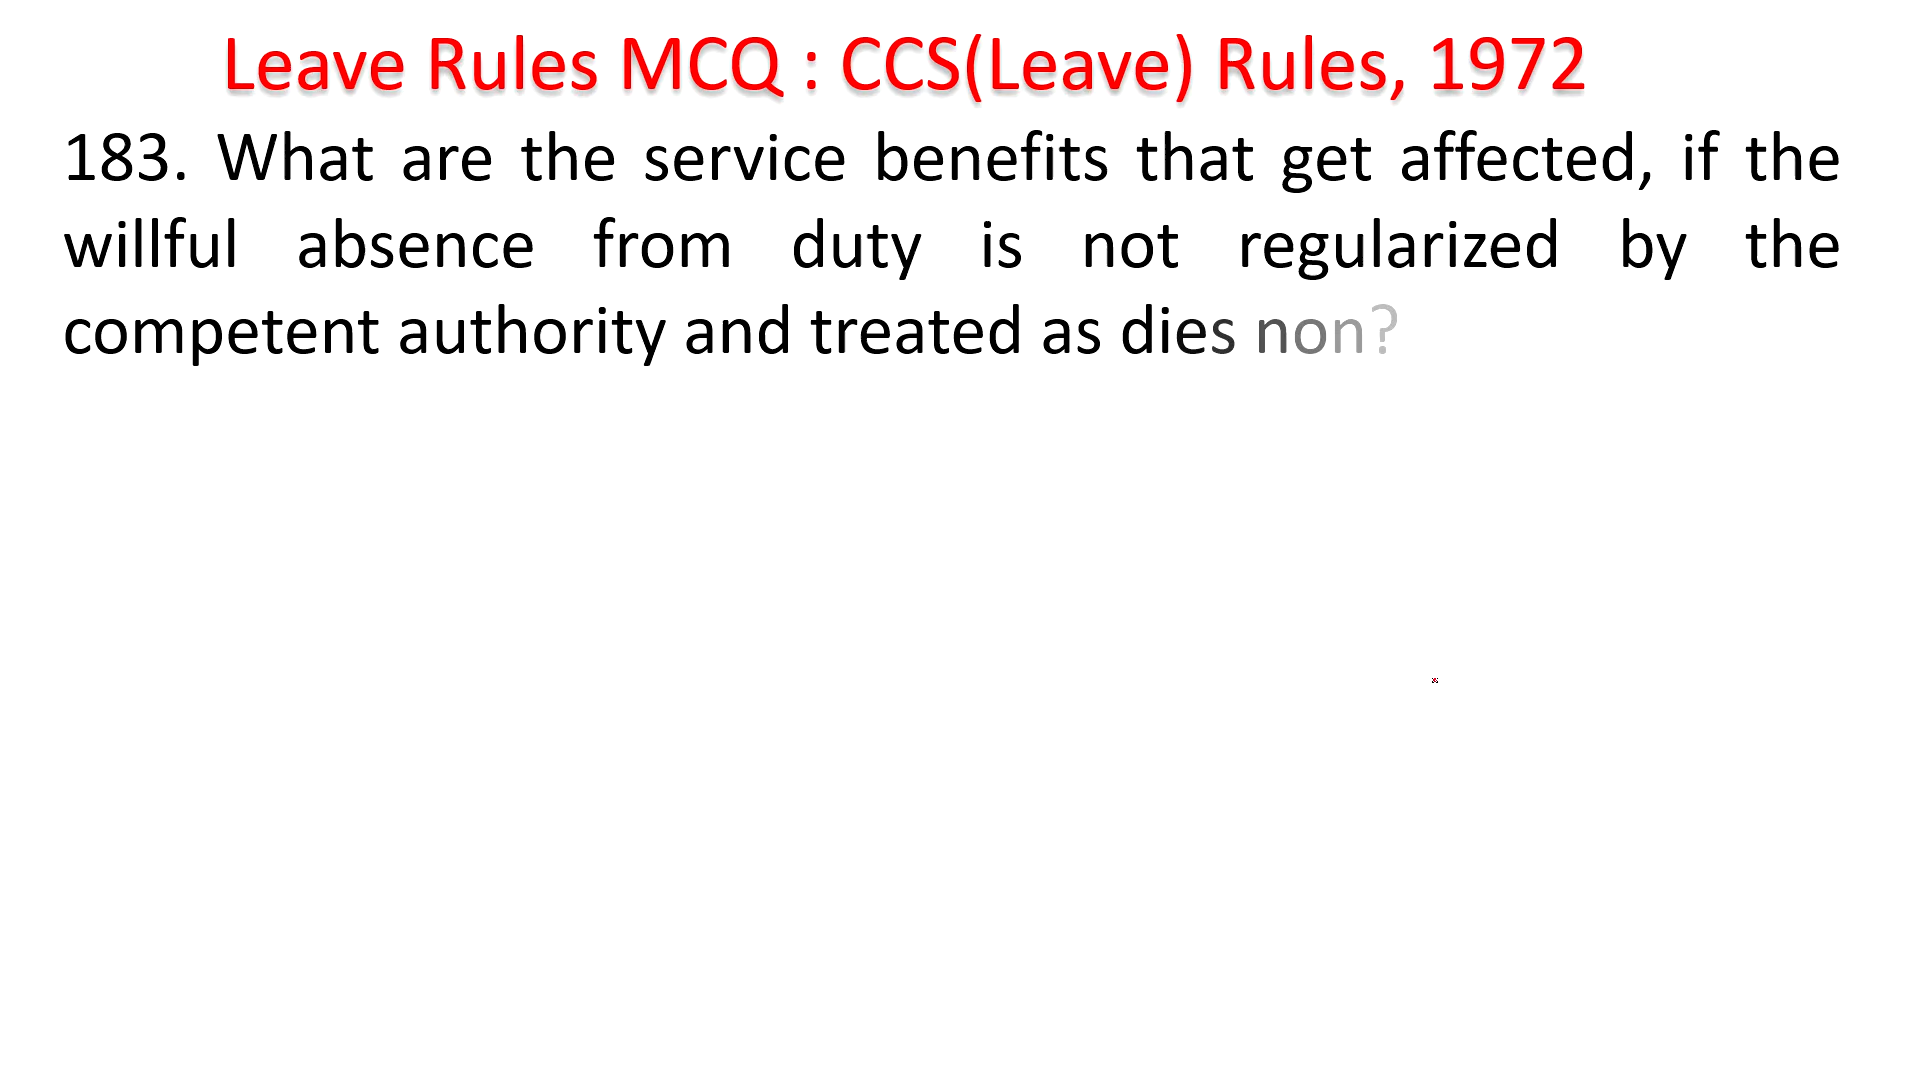 Leave Rules MCQ : CCS(Leave) Rules, 1972
183. What are the service benefits that get affected, if the
willful absence from duty is not regularized by the
competent authority and treated as dies non?